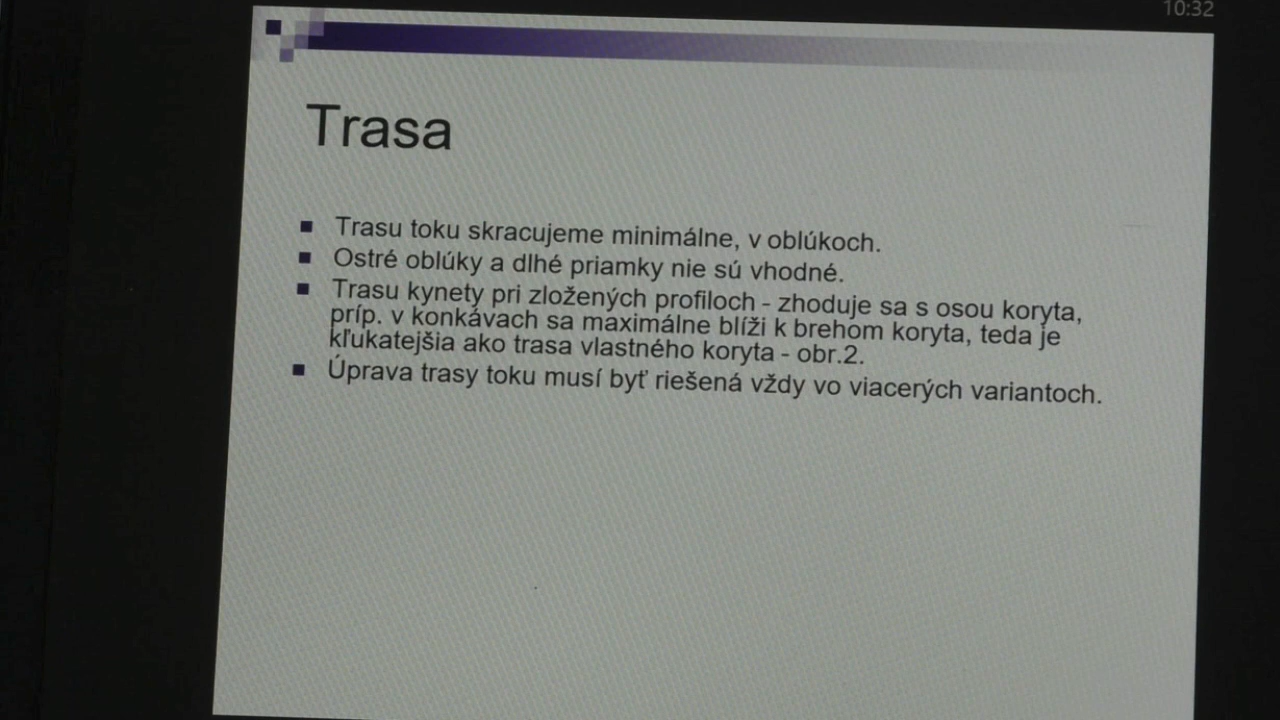 10:32
Trasa
Trasu toku skracujeme minimálne, v oblúkoch.
Ostré oblúky a dlhé priamky nie sú vhodné.
Trasu kynety pri zložených profiloch - zhoduje sa s osou koryta,
príp. v konkávach sa maximálne blíži k brehom koryta, teda je
kľukatejšia ako trasa vlastného koryta - obr.2.
Úprava trasy toku musí byť riešená vždy vo viacerých variantoch.